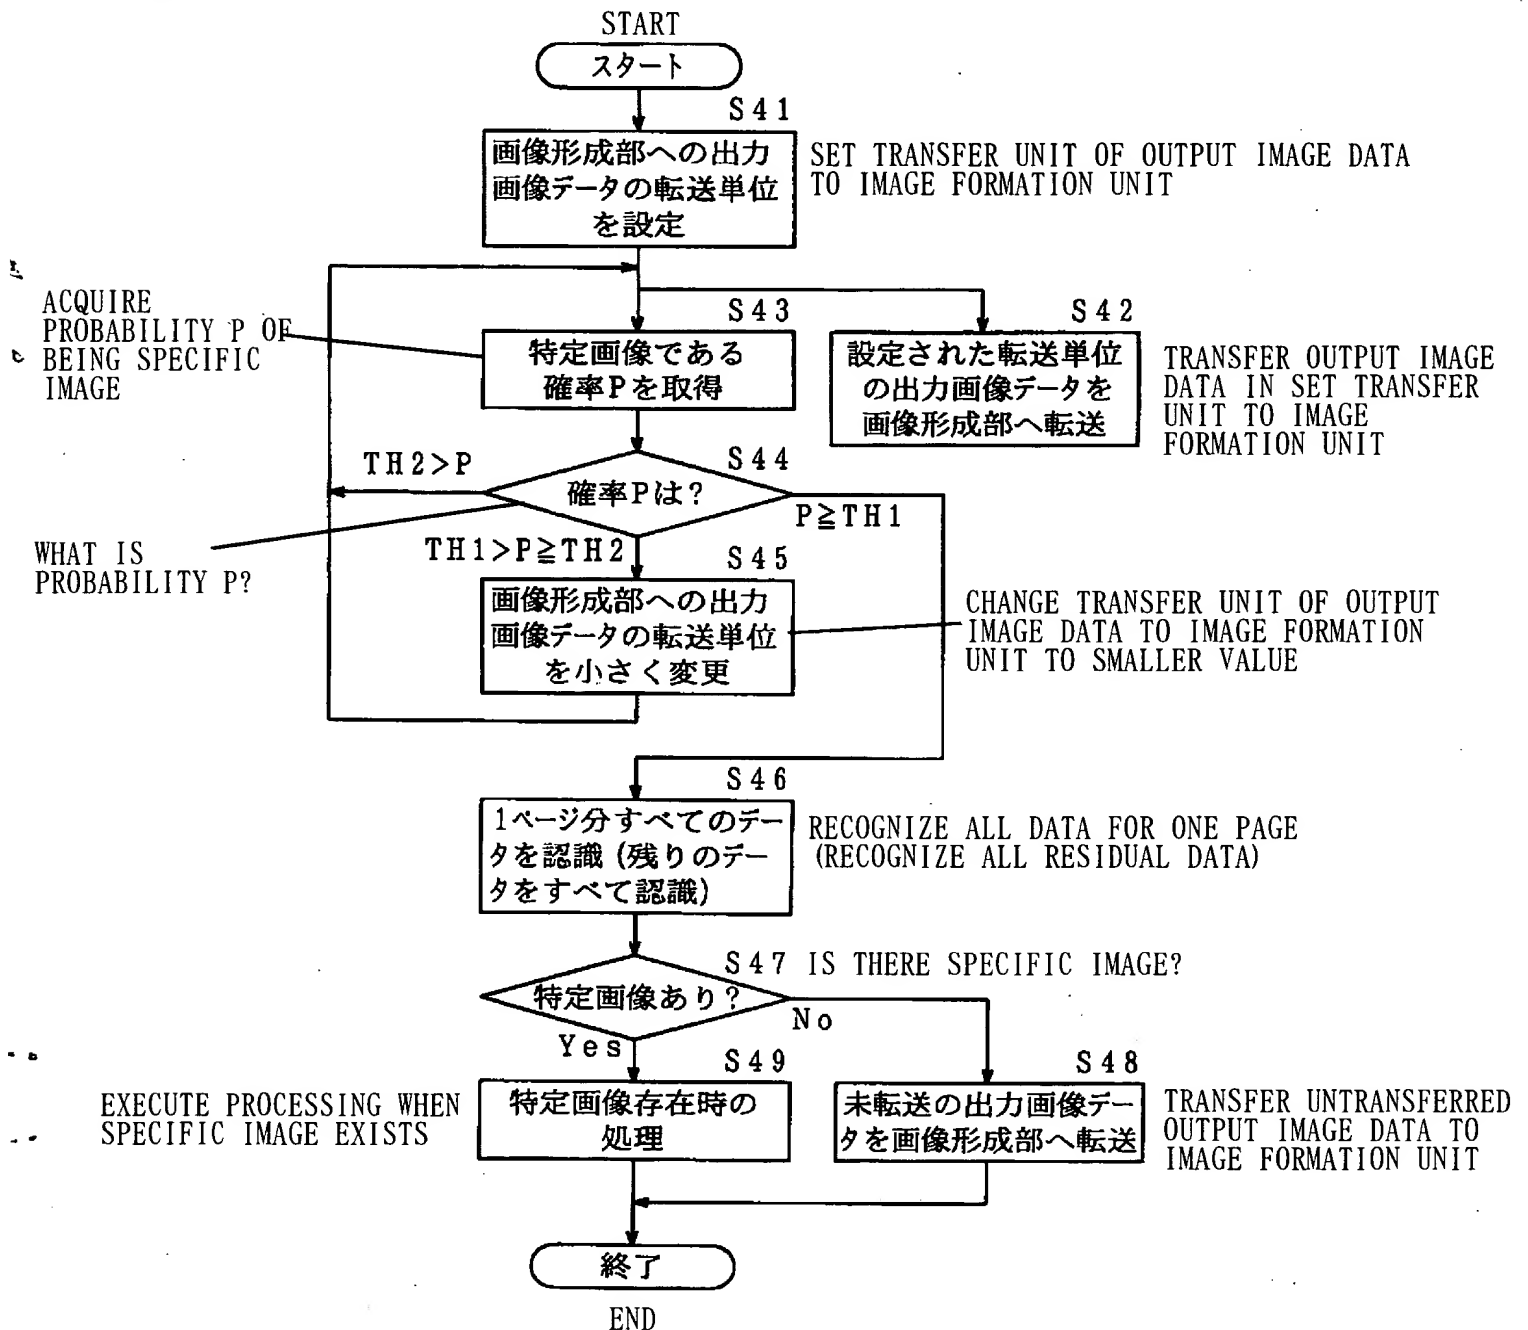 START
スタート
S41
画像形成部への出力
画像データの転送単位
を設定
SET TRANSFER UNIT OF OUTPUT IMAGE DATA
TO IMAGE FORMATION UNIT
ACQUIRE
PROBABILITY P OF
BEING SPECIFIC
IMAGE
S43
特定画像である
確率Pを取得
S42
設定された転送単位
の出力画像データを
画像形成部へ転送
TRANSFER OUTPUT IMAGE
DATA IN SET TRANSFER
UNIT TO IMAGE
FORMATION UNIT
S44
確率Pは?
TH2>P
P≧TH1
TH1>P≧TH2
WHAT IS
PROBABILITY P?
S45
画像形成部への出力
画像データの転送単位
を小さく変更
CHANGE TRANSFER UNIT OF OUTPUT
IMAGE DATA TO IMAGE FORMATION
UNIT TO SMALLER VALUE
S46
1ページ分すべてのデー
タを認識(残りのデー
タをすべて認識)
RECOGNIZE ALL DATA FOR ONE PAGE
(RECOGNIZE ALL RESIDUAL DATA)
S47 IS THERE SPECIFIC IMAGE?
特定画像あり?
No
Yes
S49
特定画像存在時の
処理
EXECUTE PROCESSING WHEN
SPECIFIC IMAGE EXISTS
S48
未転送の出力画像デー
タを画像形成部へ転送
TRANSFER UNTRANSFERRED
OUTPUT IMAGE DATA TO
IMAGE FORMATION UNIT
終了
END